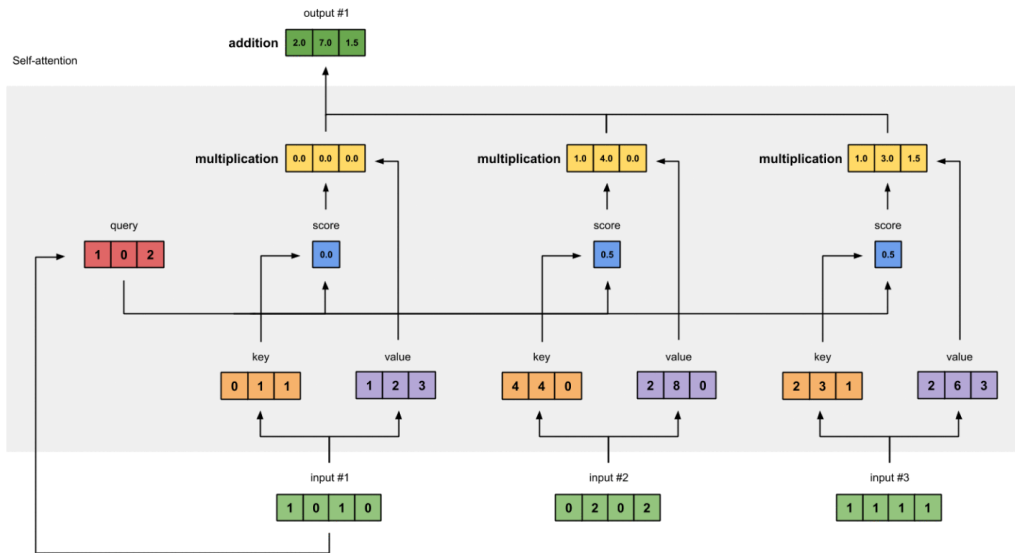 output #1
addition 2.0 7.0 1.5
Self-attention
multiplication 0.0 0.0 0.0 multiplication 1.0 4.0 0.0 multiplication 1.0 3.0 1.5
query score score score
1 0 2 0.0 0.5 0.5
key value key value key value
0 1 1 1 2 3 4 4 0 2 8 0 2 3 1 2 6 3
input #1 input #2 input #3
1 0 1 0 0 2 0 2 1 1 1 1